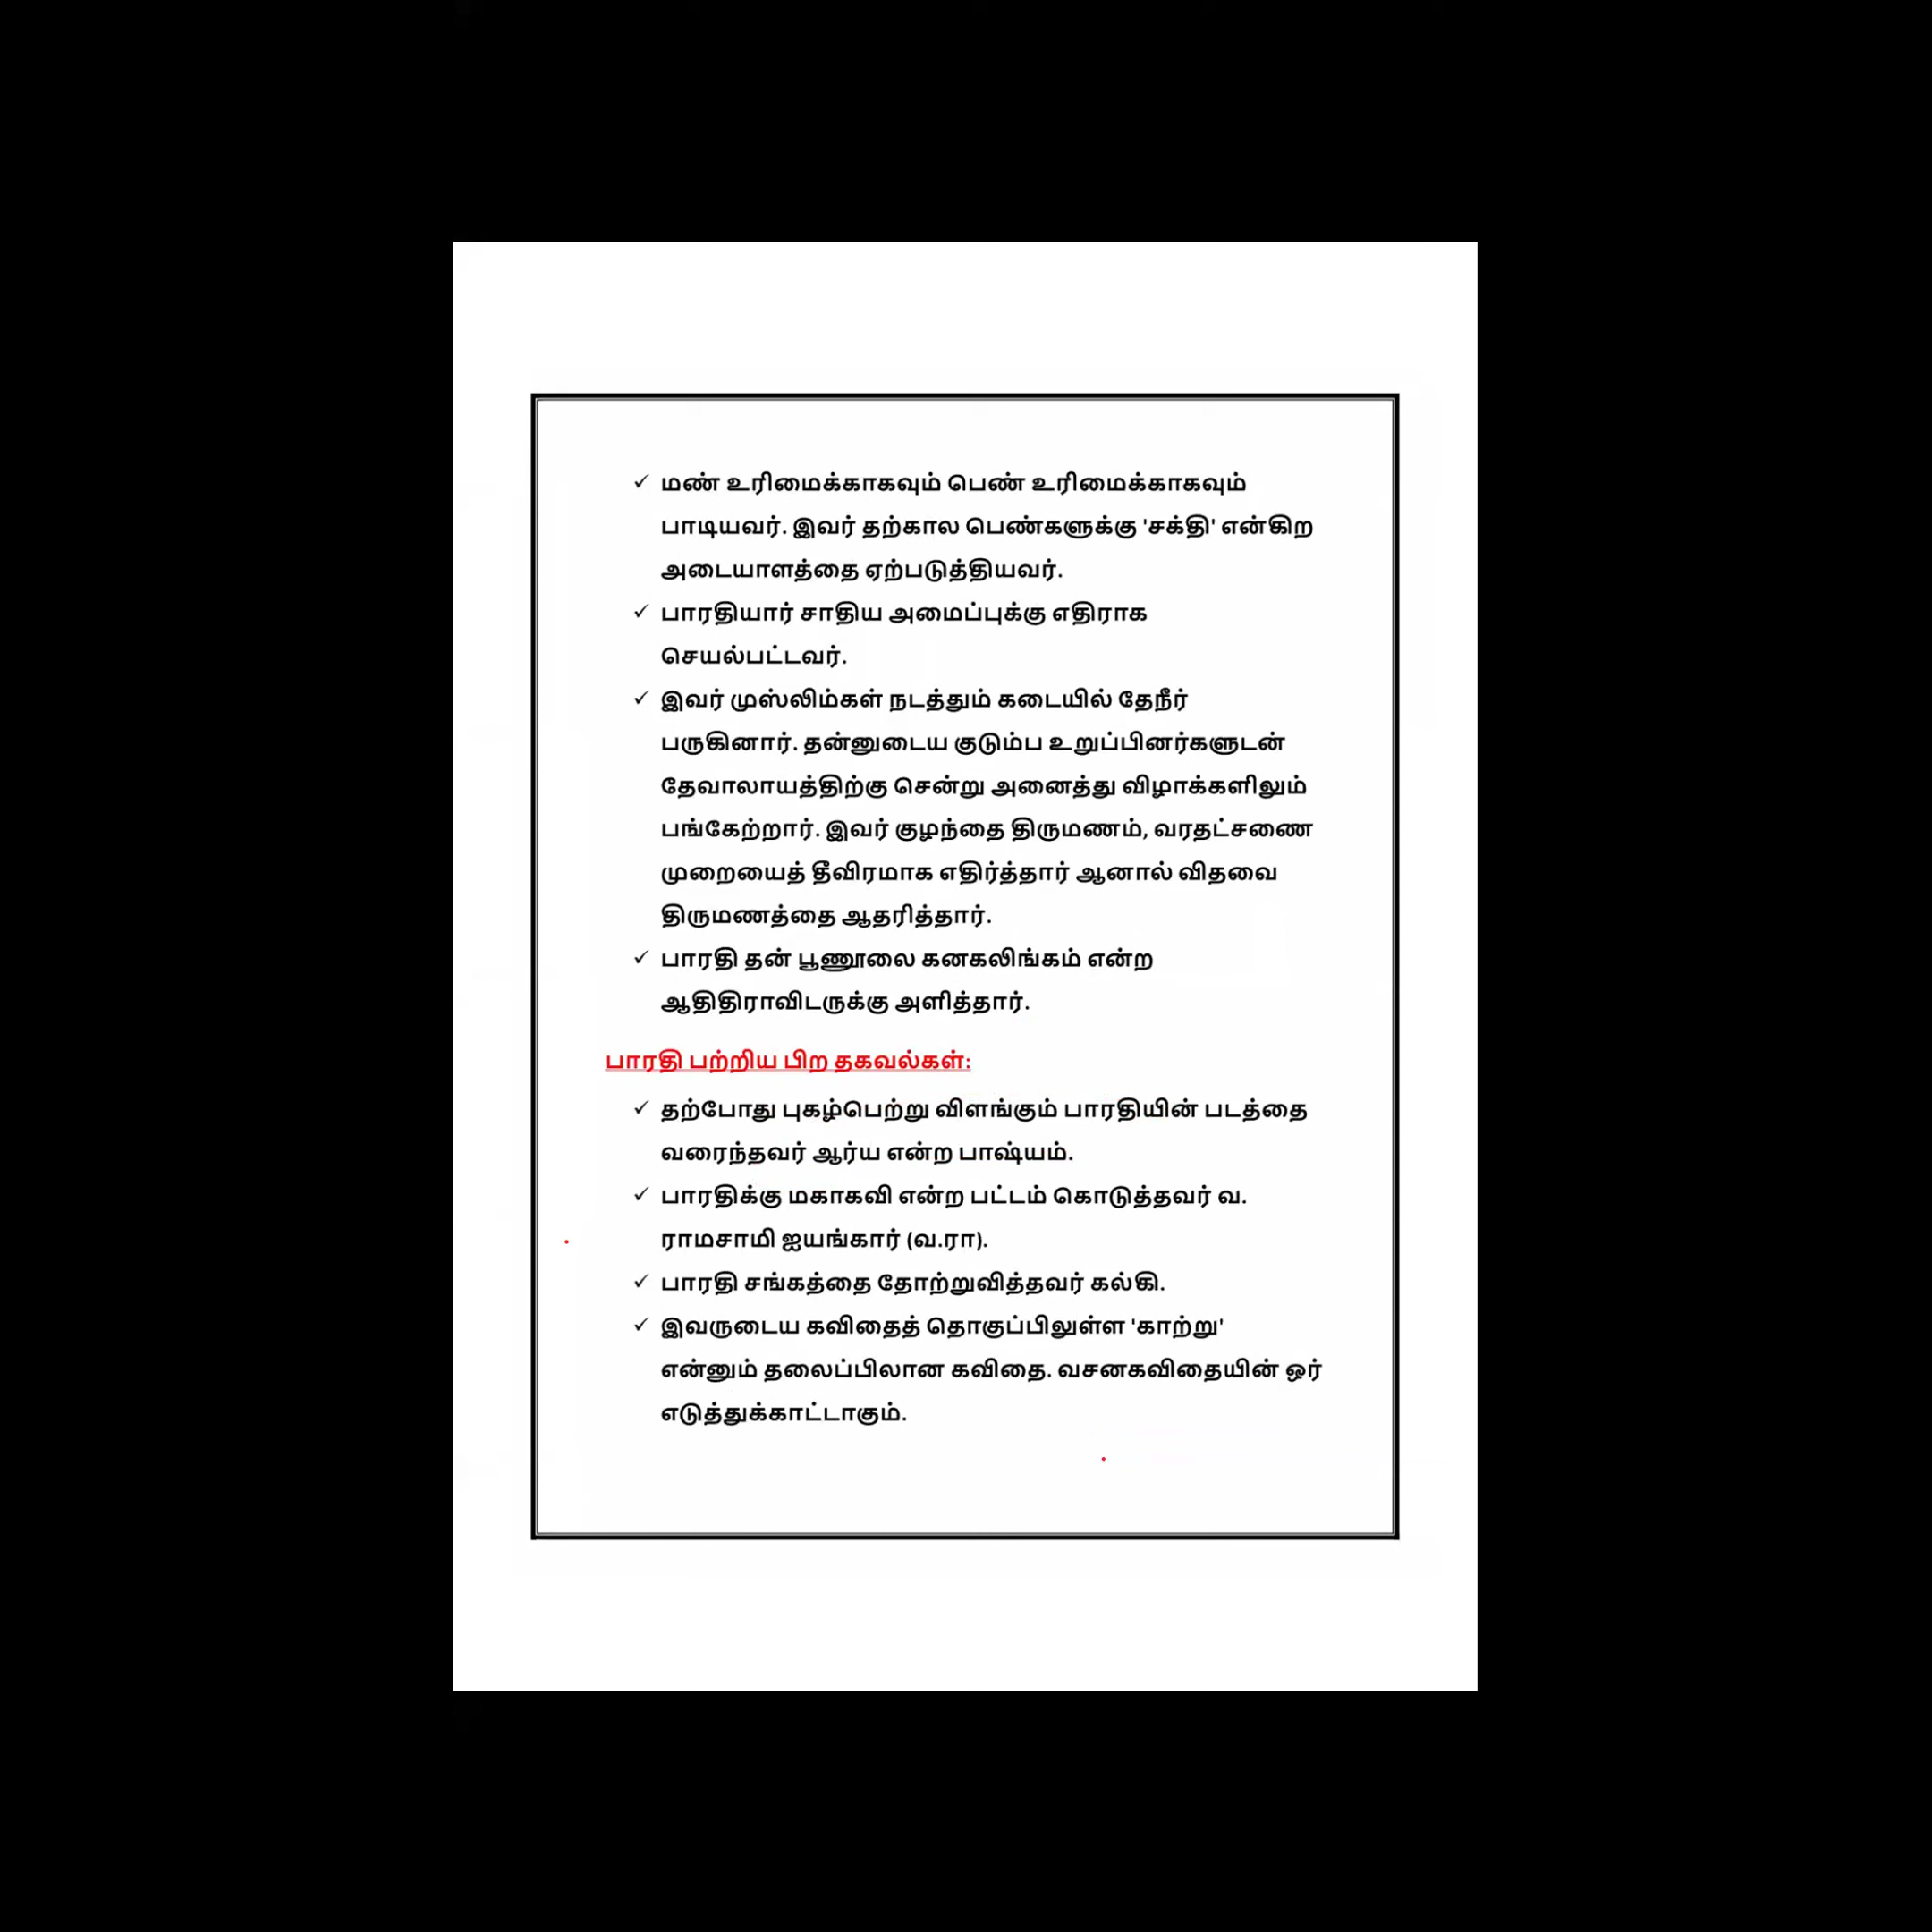 ✓ மண் உரிமைக்காகவும் பெண் உரிமைக்காகவும்
பாடியவர். இவர் தற்கால பெண்களுக்கு 'சக்தி' என்கிற
அடையாளத்தை ஏற்படுத்தியவர்.
✓ பாரதியார் சாதிய அமைப்புக்கு எதிராக
செயல்பட்டவர்.
✓ இவர் முஸ்லிம்கள் நடத்தும் கடையில் தேநீர்
பருகினார். தன்னுடைய குடும்ப உறுப்பினர்களுடன்
தேவாலாயத்திற்கு சென்று அனைத்து விழாக்களிலும்
பங்கேற்றார். இவர் குழந்தை திருமணம், வரதட்சணை
முறையைத் தீவிரமாக எதிர்த்தார் ஆனால் விதவை
திருமணத்தை ஆதரித்தார்.
✓ பாரதி தன் பூணூலை கனகலிங்கம் என்ற
ஆதிதிராவிடருக்கு அளித்தார்.
பாரதி பற்றிய பிற தகவல்கள்:
✓ தற்போது புகழ்பெற்று விளங்கும் பாரதியின் படத்தை
வரைந்தவர் ஆர்ய என்ற பாஷ்யம்.
✓ பாரதிக்கு மகாகவி என்ற பட்டம் கொடுத்தவர் வ.
ராமசாமி ஐயங்கார் (வ.ரா).
✓ பாரதி சங்கத்தை தோற்றுவித்தவர் கல்கி.
✓ இவருடைய கவிதைத் தொகுப்பிலுள்ள 'காற்று'
என்னும் தலைப்பிலான கவிதை. வசனகவிதையின் ஒர்
எடுத்துக்காட்டாகும்.